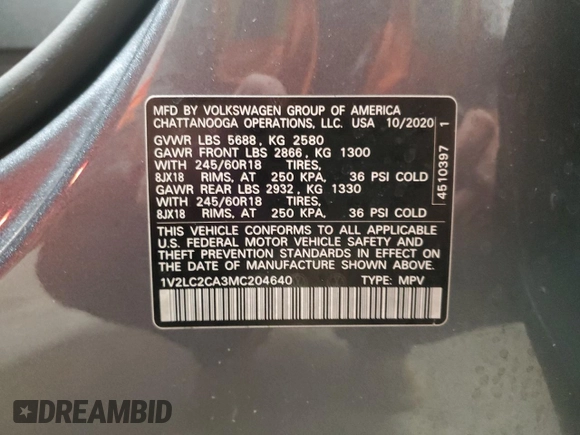 MFD BY VOLKSWAGEN GROUP OF AMERICA
CHATTANOOGA OPERATIONS, LLC. USA 10/2020
GVWR LBS 5688, KG 2580
GAWR FRONT LBS 2866, KG 1300
WITH 245/60R18 TIRES,
8JX18 RIMS, AT 250 KPA, 36 PSI COLD
GAWR REAR LBS 2932, KG 1330
WITH 245/60R18 TIRES,
8JX18 RIMS, AT 250 KPA, 36 PSI COLD
THIS VEHICLE CONFORMS TO ALL APPLICABLE
U.S. FEDERAL MOTOR VEHICLE SAFETY AND
THEFT PREVENTION STANDARDS IN EFFECT ON
DATE OF MANUFACTURE SHOWN ABOVE.
1V2LC2CA3MC204640 TYPE: MPV
4510397 1
DREAMBID